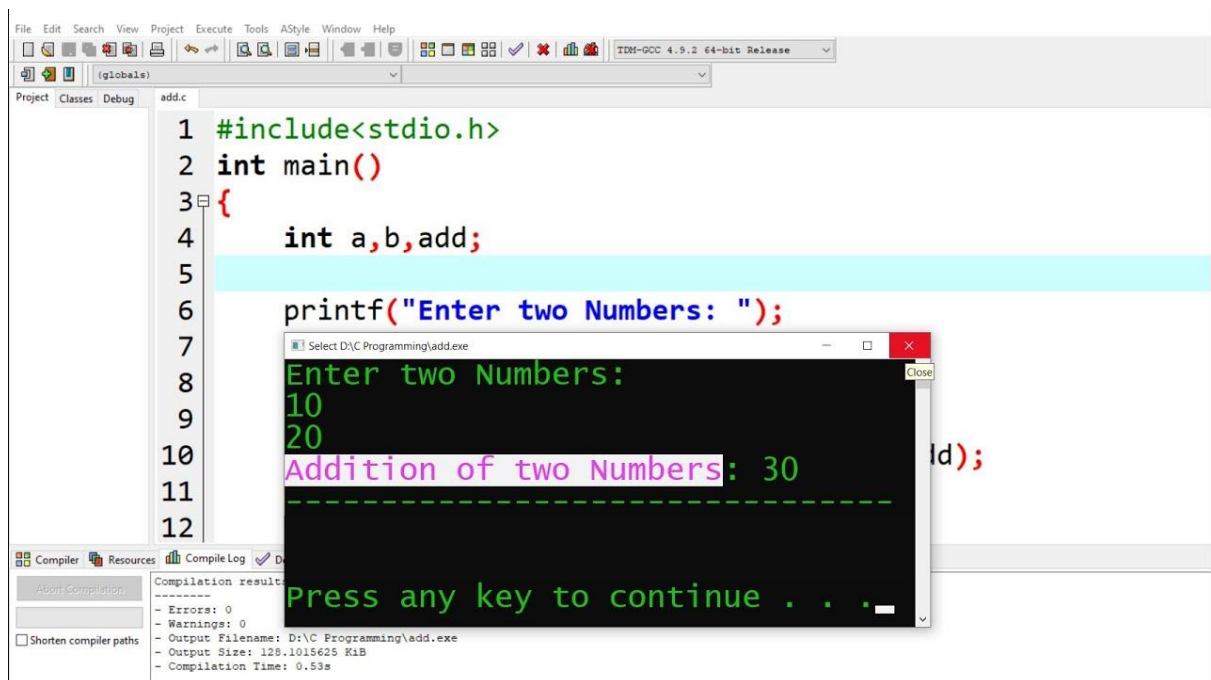 File Edit Search View Project Execute Tools AStyle Window Help
TDM-GCC 4.9.2 64-bit Release
(globals)
Project Classes Debug add.c
1 #include<stdio.h>
2 int main()
3 {
4 int a,b,add;
5
6 printf("Enter two Numbers: ");
7
Select D:\C Programming\add.exe
Close
8
Enter two Numbers:
9
10
20
10
dd);
Addition of two Numbers: 30
11
--------------------------------
12
Compiler Resources Compile Log
Press any key to continue . . .
Abort Compilation
Shorten compiler paths
Compilation results
--------
- Errors: 0
- Warnings: 0
- Output Filename: D:\C Programming\add.exe
- Output Size: 128.1015625 KiB
- Compilation Time: 0.53s